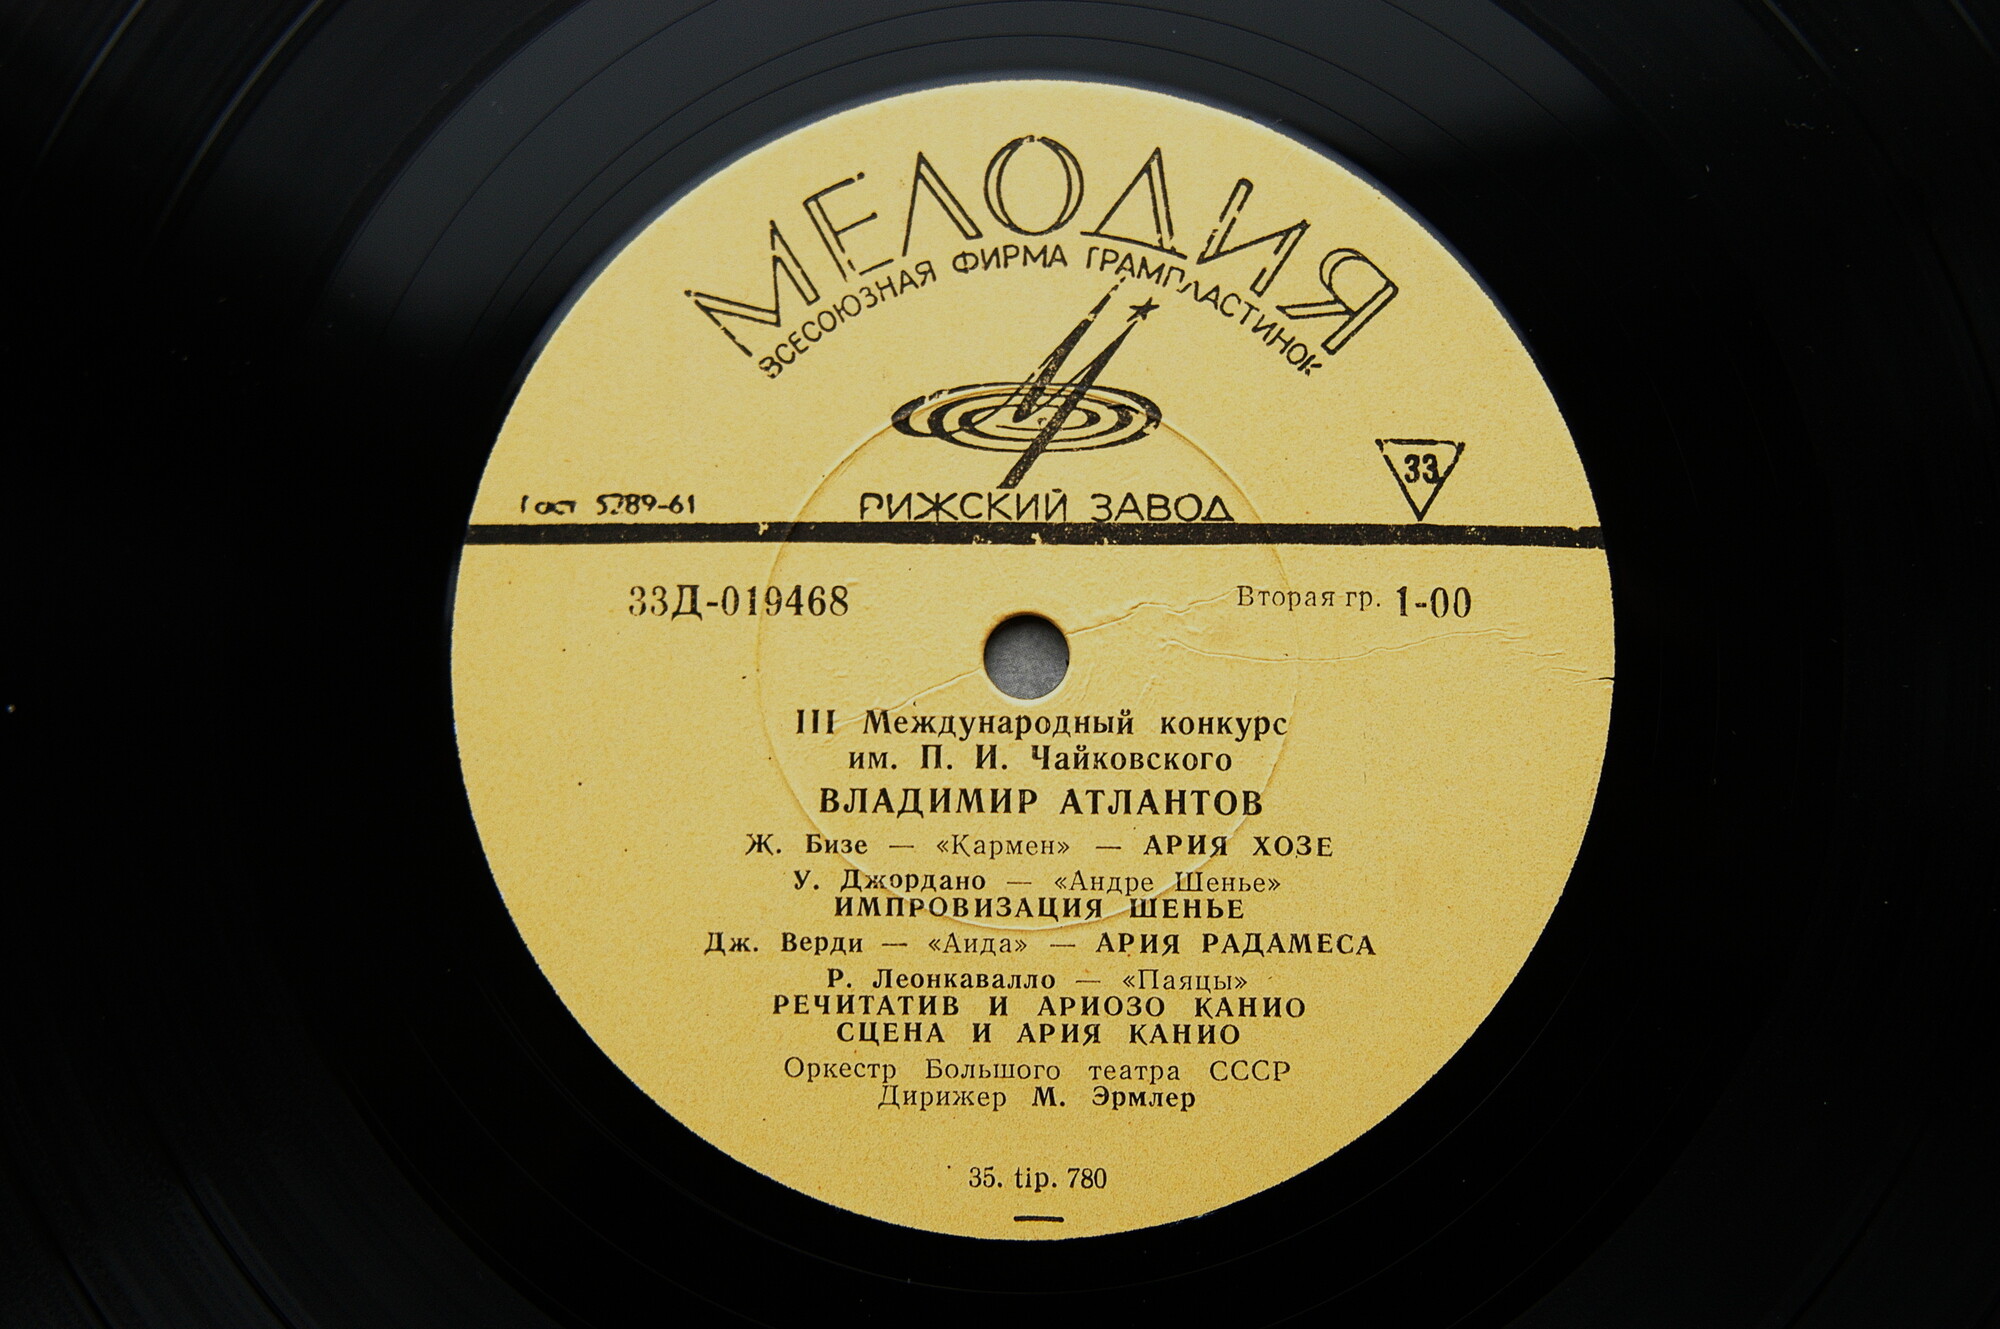 МЕЛОДИЯ
ВСЕСОЮЗНАЯ ФИРМА ГРАМПЛАСТИНОК
33
Гост 5289-61
РИЖСКИЙ ЗАВОД
33Д-019468
Вторая гр. 1-00
III Международный конкурс
им. П. И. Чайковского
ВЛАДИМИР АТЛАНТОВ
Ж. Бизе — «Кармен» — АРИЯ ХОЗЕ
У. Джордано — «Андре Шенье»
ИМПРОВИЗАЦИЯ ШЕНЬЕ
Дж. Верди — «Аида» — АРИЯ РАДАМЕСА
Р. Леонкавалло — «Паяцы»
РЕЧИТАТИВ И АРИОЗО КАНИО
СЦЕНА И АРИЯ КАНИО
Оркестр Большого театра СССР
Дирижер М. Эрмлер
35. tip. 780